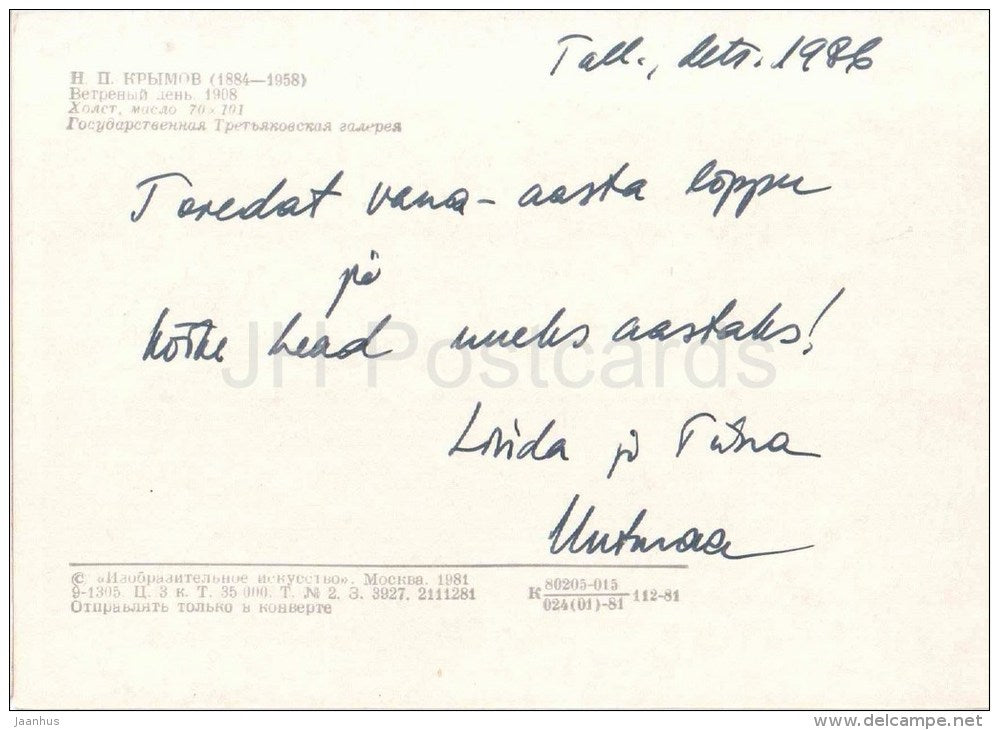 Tall., dets. 1986
Н. П. КРЫМОВ (1884—1958)
Ветреный день. 1908
Холст, масло 70×101
Государственная Третьяковская галерея
Toredat vana-aasta lõppu
ja
kõike head uueks aastaks!
JH Postcards
ja Tiina
Uutmaa
© «Изобразительное искусство». Москва. 1981
9-1305. Ц. 3 к. Т. 35 000. Т. № 2. З. 3927. 2111281
Отправлять только в конверте
К 80205-015
024(01)-81 112-81
Jaanhus
www.delcampe.net